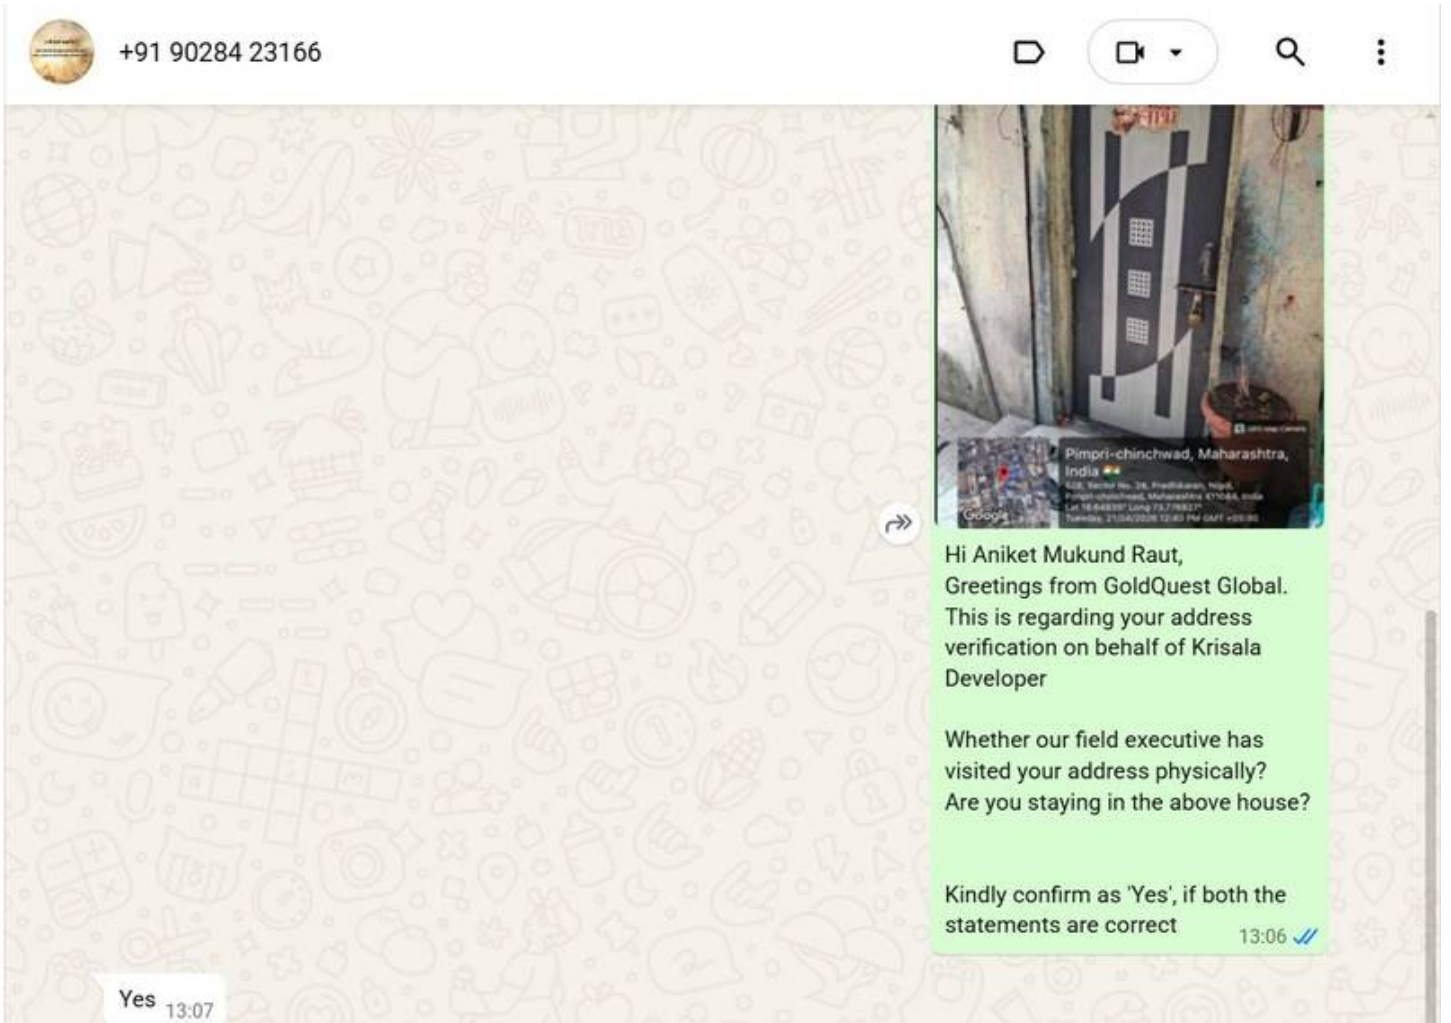 +91 90284 23166
Pimpri-chinchwad, Maharashtra,
India
Google
Hi Aniket Mukund Raut,
Greetings from GoldQuest Global.
This is regarding your address
verification on behalf of Krisala
Developer
Whether our field executive has
visited your address physically?
Are you staying in the above house?
Kindly confirm as 'Yes', if both the
statements are correct
13:06
Yes 13:07